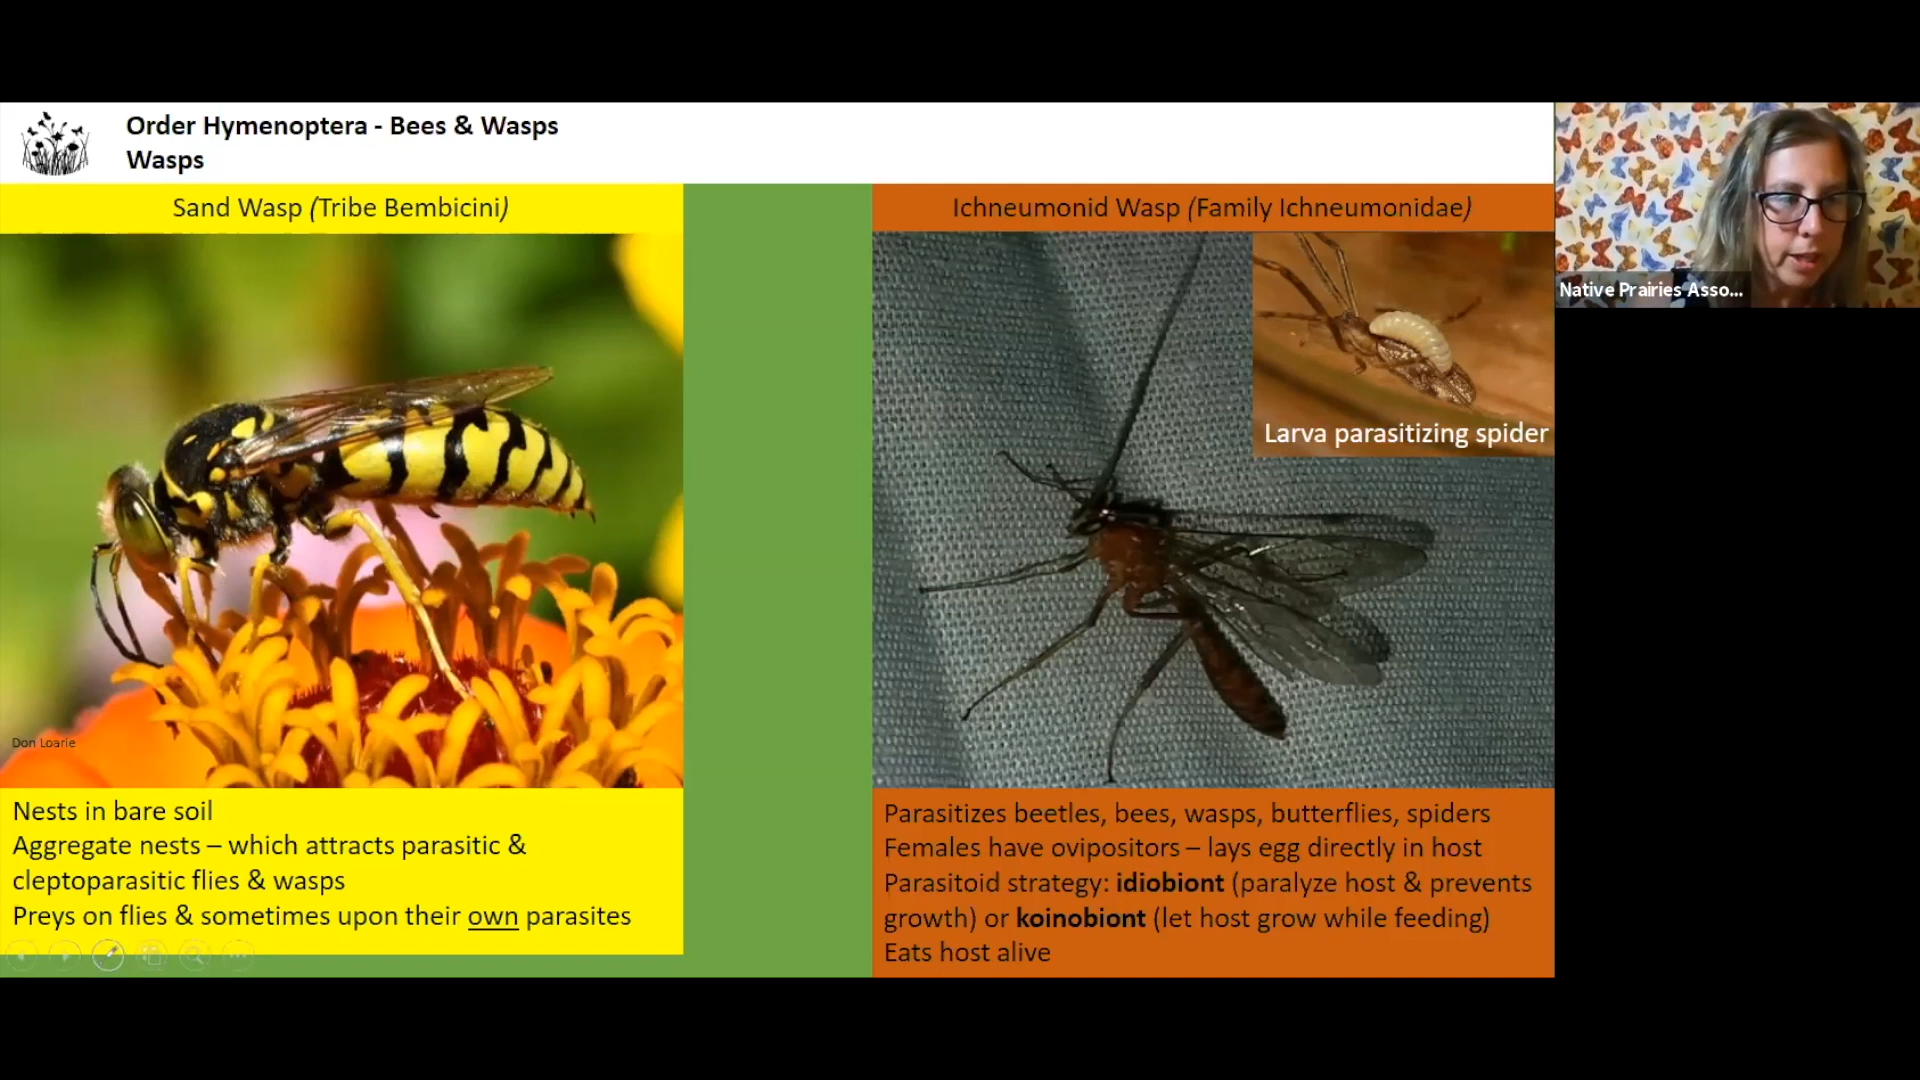 Order Hymenoptera - Bees & Wasps
Wasps
Sand Wasp (Tribe Bembicini)
Don Loarie
Nests in bare soil
Aggregate nests – which attracts parasitic &
cleptoparasitic flies & wasps
Preys on flies & sometimes upon their own parasites
Ichneumonid Wasp (Family Ichneumonidae)
Larva parasitizing spider
Parasitizes beetles, bees, wasps, butterflies, spiders
Females have ovipositors – lays egg directly in host
Parasitoid strategy: idiobiont (paralyze host & prevents
growth) or koinobiont (let host grow while feeding)
Eats host alive
Native Prairies Asso...